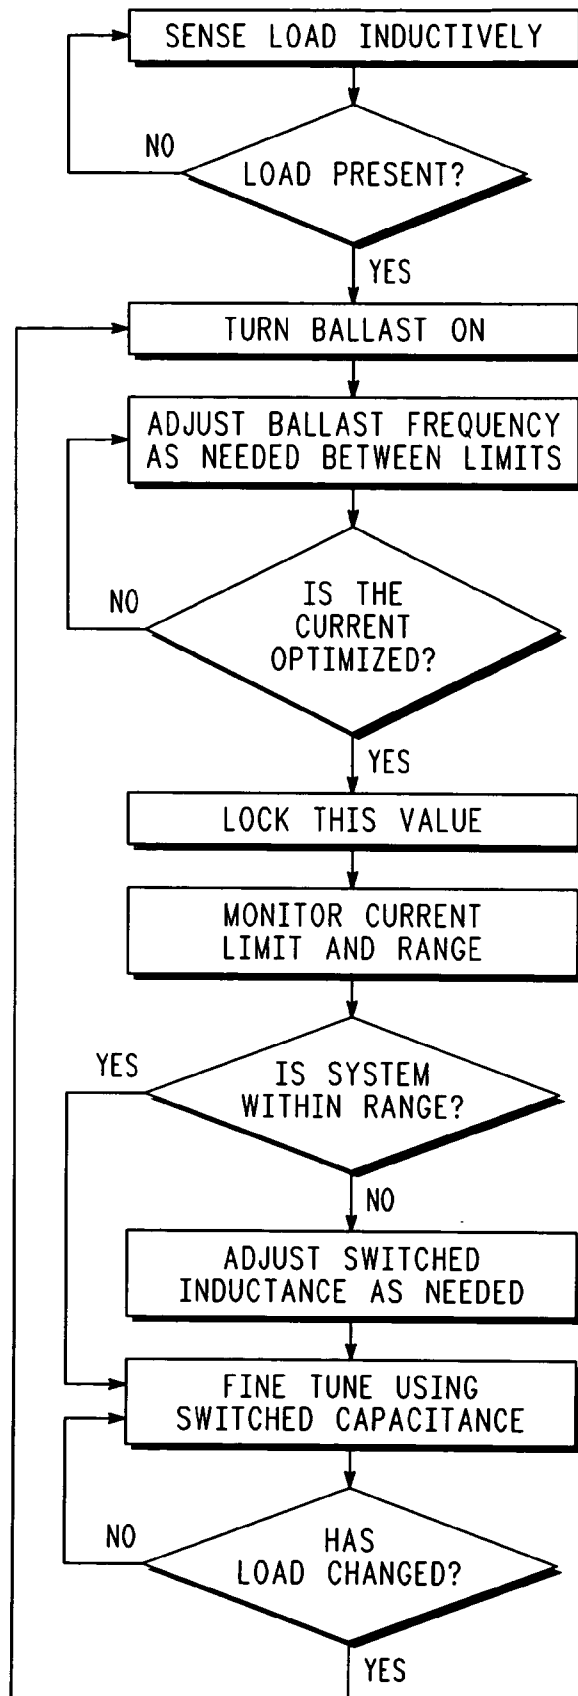 SENSE LOAD INDUCTIVELY
NO
LOAD PRESENT?
YES
TURN BALLAST ON
ADJUST BALLAST FREQUENCY
AS NEEDED BETWEEN LIMITS
NO
IS THE
CURRENT
OPTIMIZED?
YES
LOCK THIS VALUE
MONITOR CURRENT
LIMIT AND RANGE
YES
IS SYSTEM
WITHIN RANGE?
NO
ADJUST SWITCHED
INDUCTANCE AS NEEDED
FINE TUNE USING
SWITCHED CAPACITANCE
NO
HAS
LOAD CHANGED?
YES